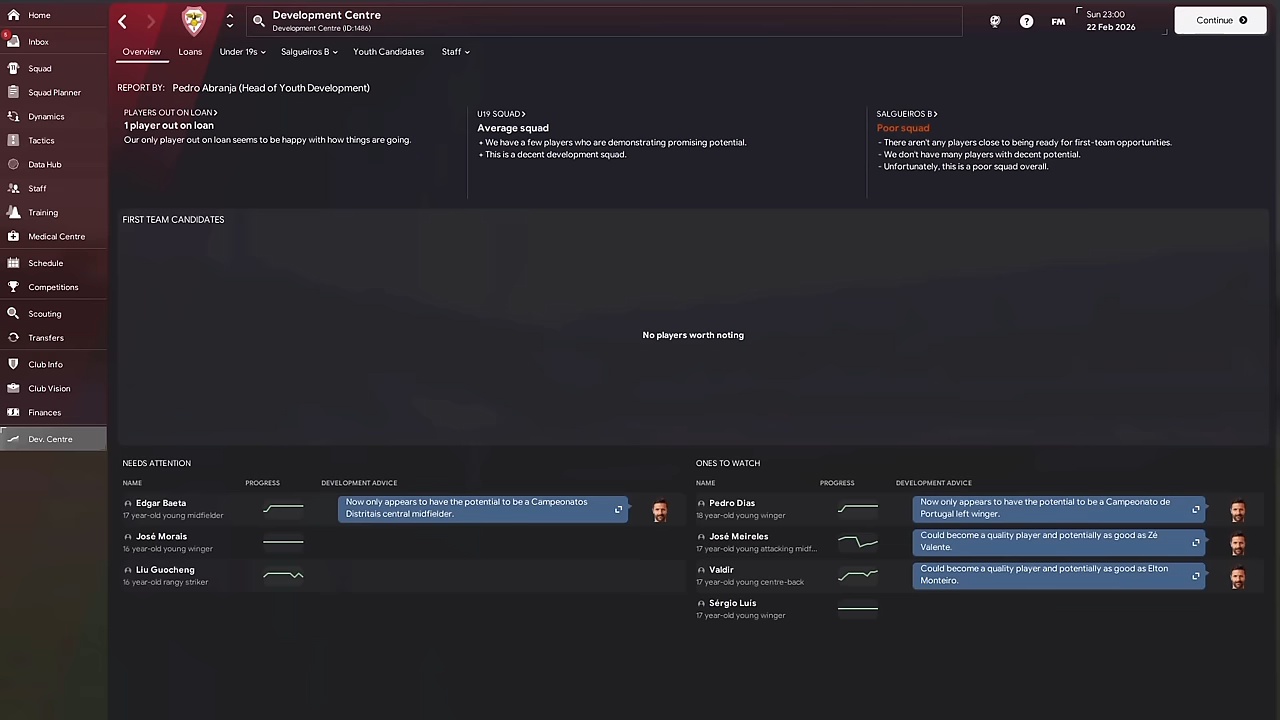 Home
Development Centre
Development Centre (ID:1486)
FM
Sun 23:00
22 Feb 2026
Continue
6
Inbox
Overview
Loans
Under 19s
Salgueiros B
Youth Candidates
Staff
Squad
Squad Planner
Dynamics
Tactics
Data Hub
Staff
Training
Medical Centre
Schedule
Competitions
Scouting
Transfers
Club Info
Club Vision
Finances
Dev. Centre
REPORT BY: Pedro Abranja (Head of Youth Development)
PLAYERS OUT ON LOAN >
1 player out on loan
Our only player out on loan seems to be happy with how things are going.
U19 SQUAD >
Average squad
+ We have a few players who are demonstrating promising potential.
+ This is a decent development squad.
SALGUEIROS B >
Poor squad
- There aren't any players close to being ready for first-team opportunities.
- We don't have many players with decent potential.
- Unfortunately, this is a poor squad overall.
FIRST TEAM CANDIDATES
No players worth noting
NEEDS ATTENTION
NAME PROGRESS DEVELOPMENT ADVICE
Edgar Baeta
17 year-old young midfielder
Now only appears to have the potential to be a Campeonatos
Distritais central midfielder.
José Morais
16 year-old young winger
Liu Guocheng
16 year-old rangy striker
ONES TO WATCH
NAME PROGRESS DEVELOPMENT ADVICE
Pedro Dias
18 year-old young winger
Now only appears to have the potential to be a Campeonato de
Portugal left winger.
José Meireles
17 year-old young attacking midf...
Could become a quality player and potentially as good as Zé
Valente.
Valdir
17 year-old young centre-back
Could become a quality player and potentially as good as Elton
Monteiro.
Sérgio Luís
17 year-old young winger